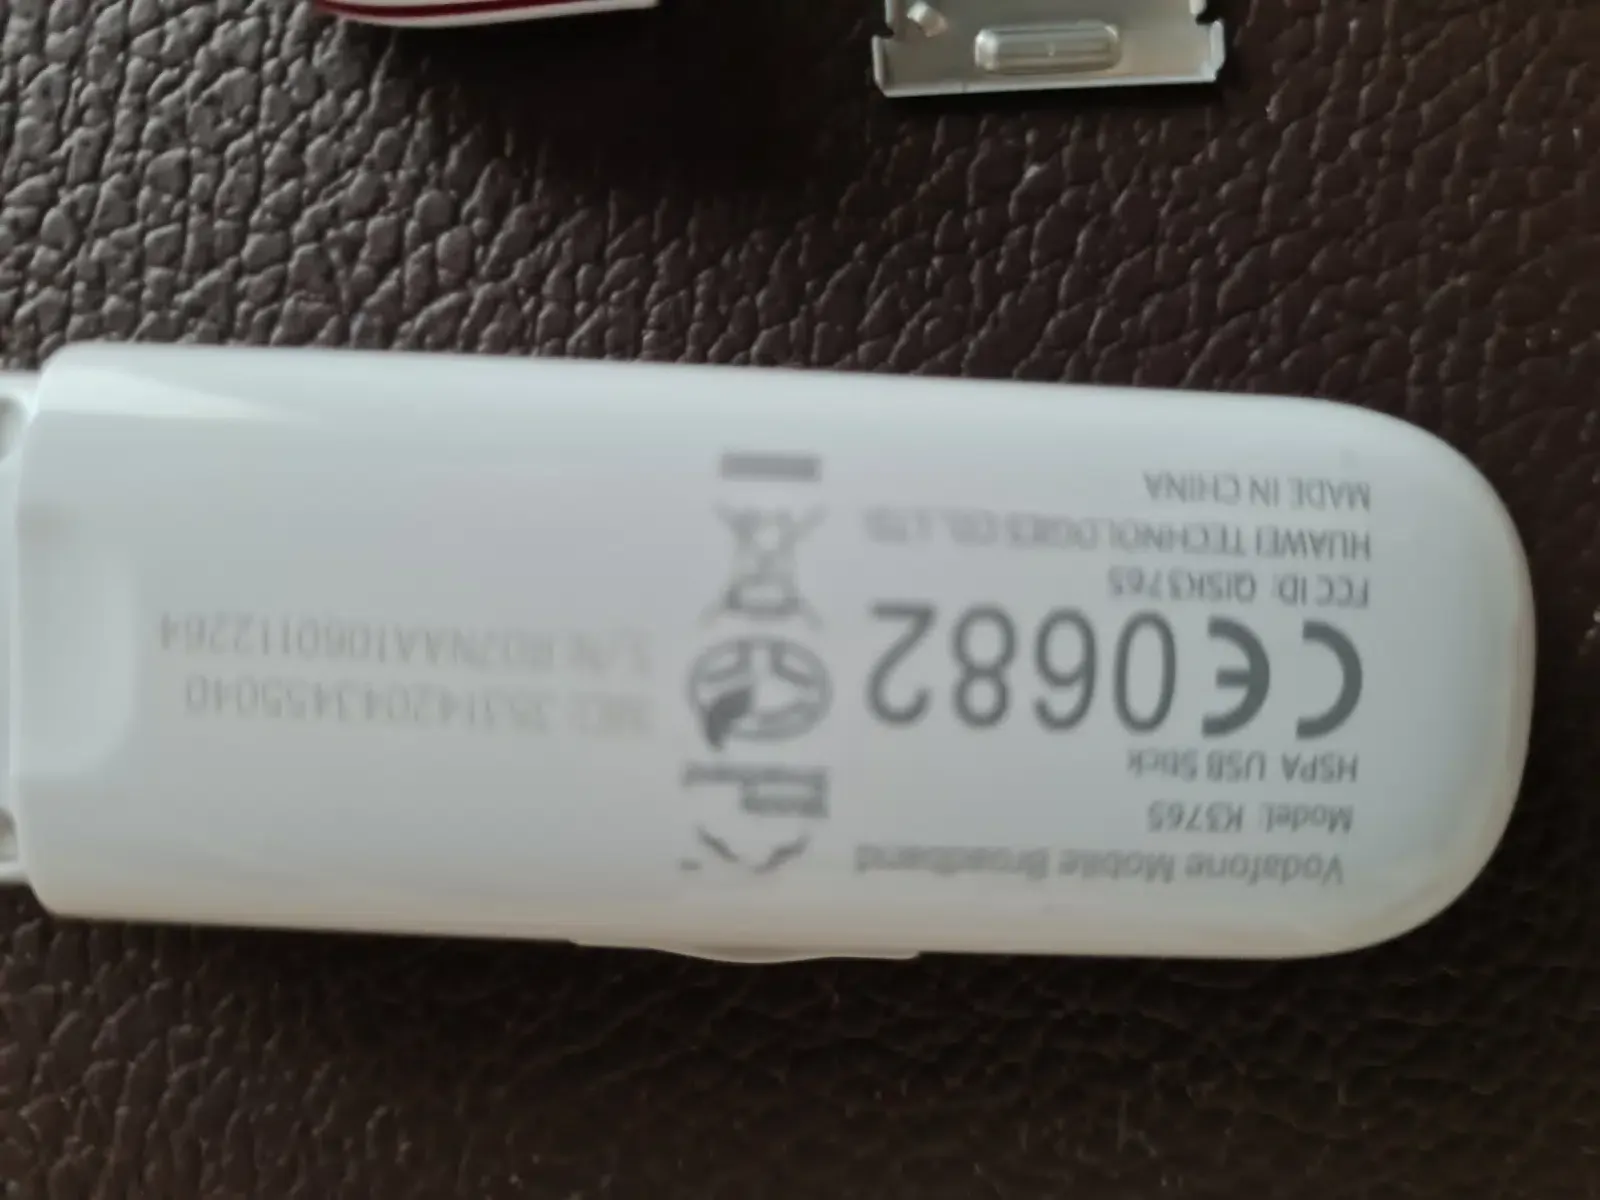 Vodafone Mobile Broadband
Model: K3765
HSPA USB Stick
CE0682
FCC ID: QISK3765
HUAWEI TECHNOLOGIES CO., LTD.
MADE IN CHINA
S/N: